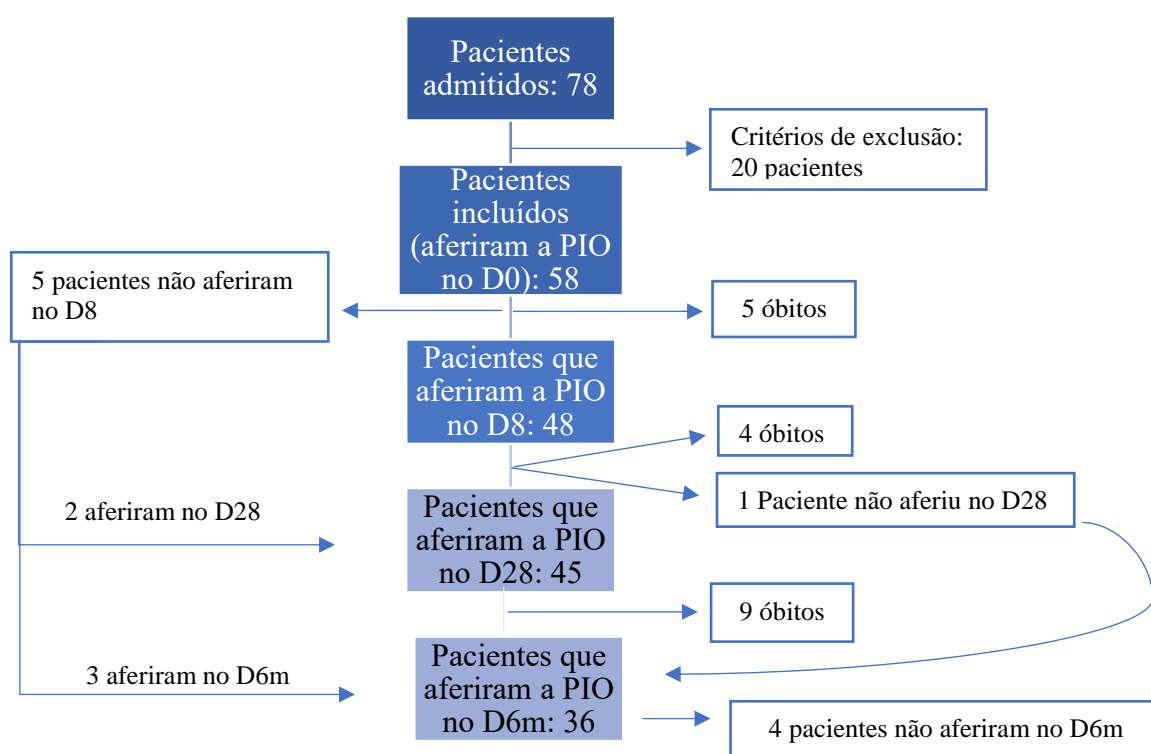 Pacientes
admitidos: 78
Critérios de exclusão:
20 pacientes
Pacientes
incluídos
(aferiram a PIO
no D0): 58
5 pacientes não aferiram
no D8
5 óbitos
Pacientes que
aferiram a PIO
no D8: 48
4 óbitos
1 Paciente não aferiu no D28
2 aferiram no D28
Pacientes que
aferiram a PIO
no D28: 45
9 óbitos
3 aferiram no D6m
Pacientes que
aferiram a PIO
no D6m: 36
4 pacientes não aferiram no D6m